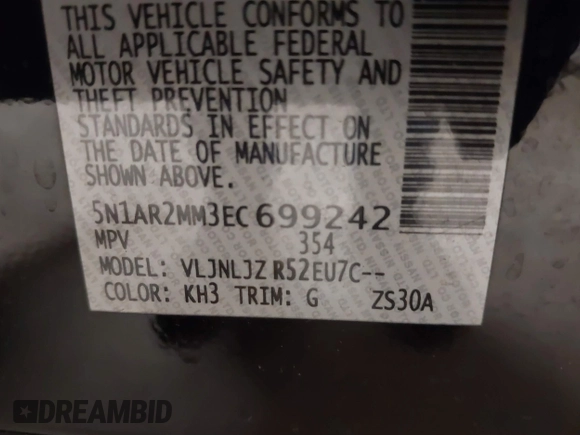 THIS VEHICLE CONFORMS TO
ALL APPLICABLE FEDERAL
MOTOR VEHICLE SAFETY AND
THEFT PREVENTION
STANDARDS IN EFFECT ON
THE DATE OF MANUFACTURE
SHOWN ABOVE.
5N1AR2MM3EC699242
MPV 354
MODEL: VLJNLJZ R52EU7C--
COLOR: KH3 TRIM: G ZS30A
DREAMBID